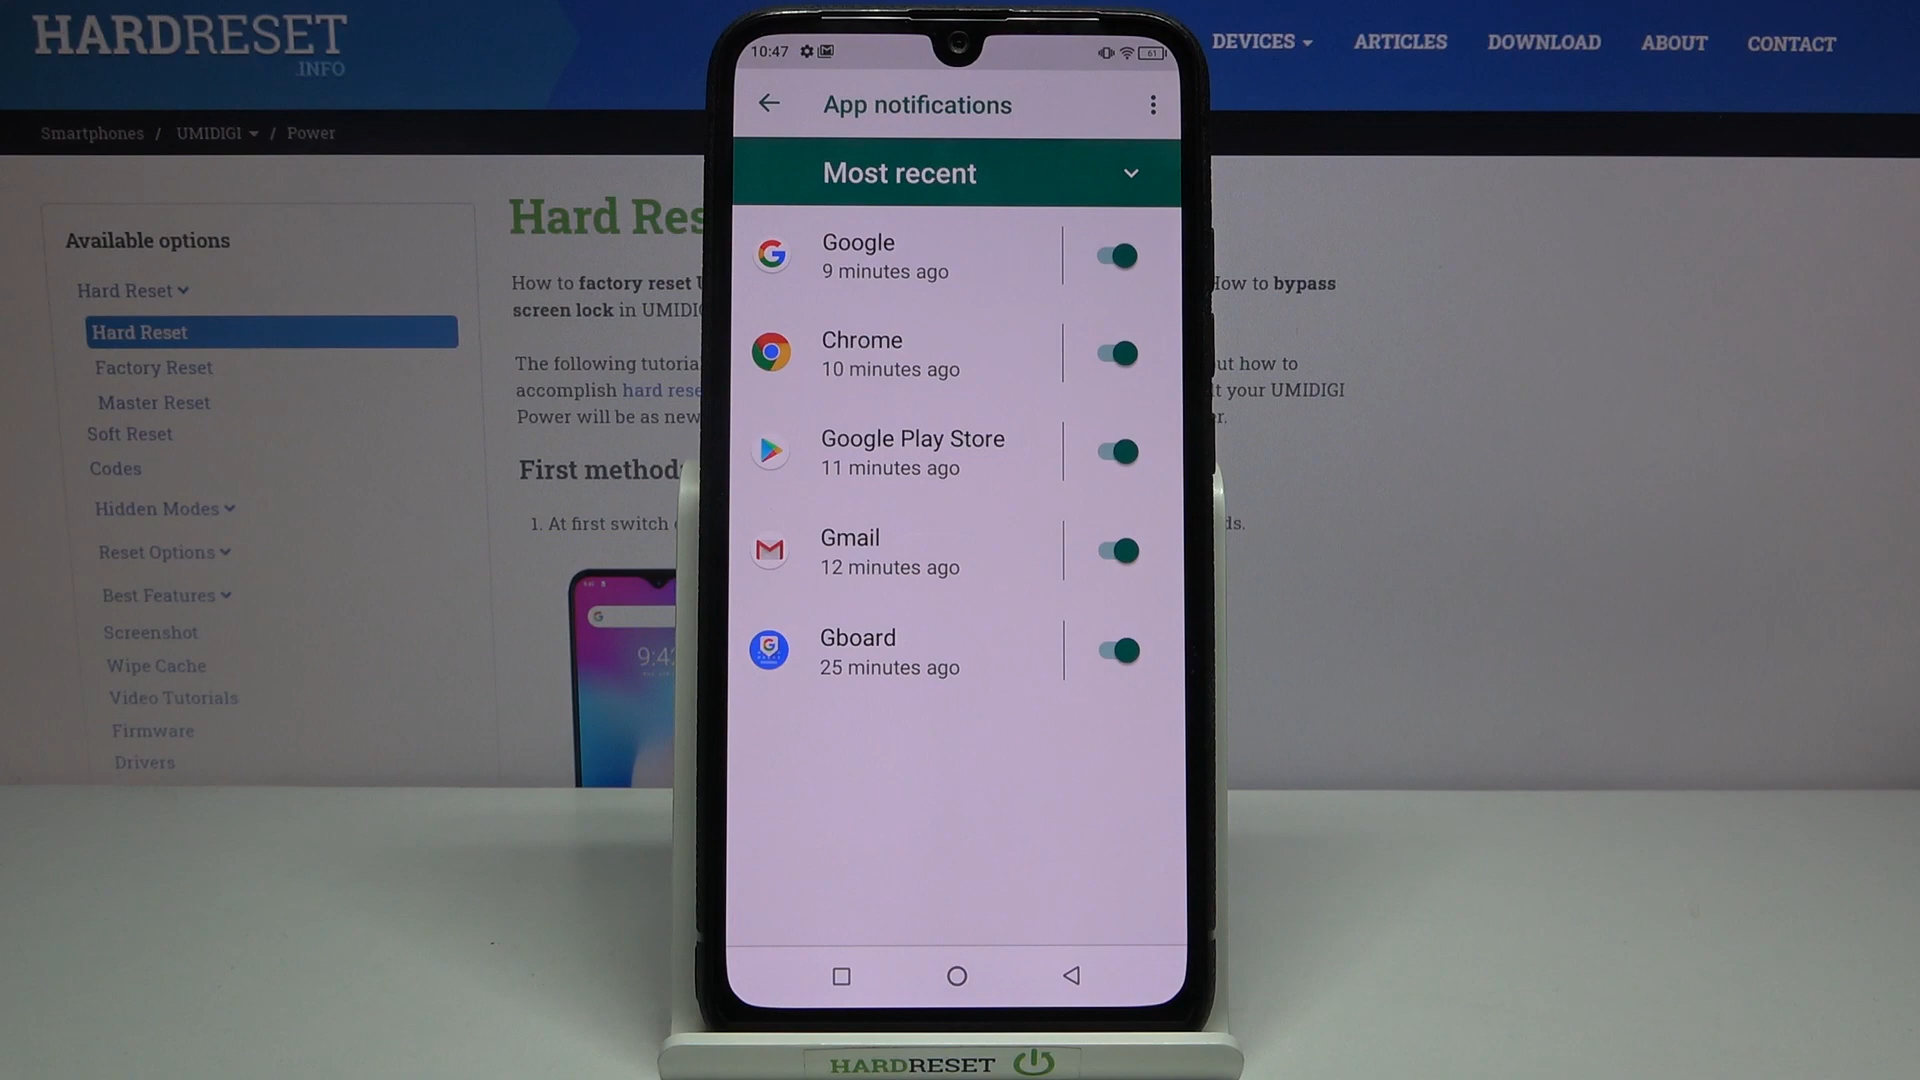 HARDRESET
.INFO
DEVICES
ARTICLES
DOWNLOAD
ABOUT
CONTACT
Smartphones / UMIDIGI / Power
Available options
Hard Reset
Hard Reset
Factory Reset
Master Reset
Soft Reset
Codes
Hidden Modes
Reset Options
Best Features
Screenshot
Wipe Cache
Video Tutorials
Firmware
Drivers
Hard Res
How to factory reset U
How to bypass
screen lock in UMIDI
The following tutoria
ut how to
accomplish hard rese
t your UMIDIGI
Power will be as new
r.
First method
1. At first switch
ds.
9:4
10:47
61
App notifications
Most recent
Google
9 minutes ago
Chrome
10 minutes ago
Google Play Store
11 minutes ago
Gmail
12 minutes ago
Gboard
25 minutes ago
HARDRESET